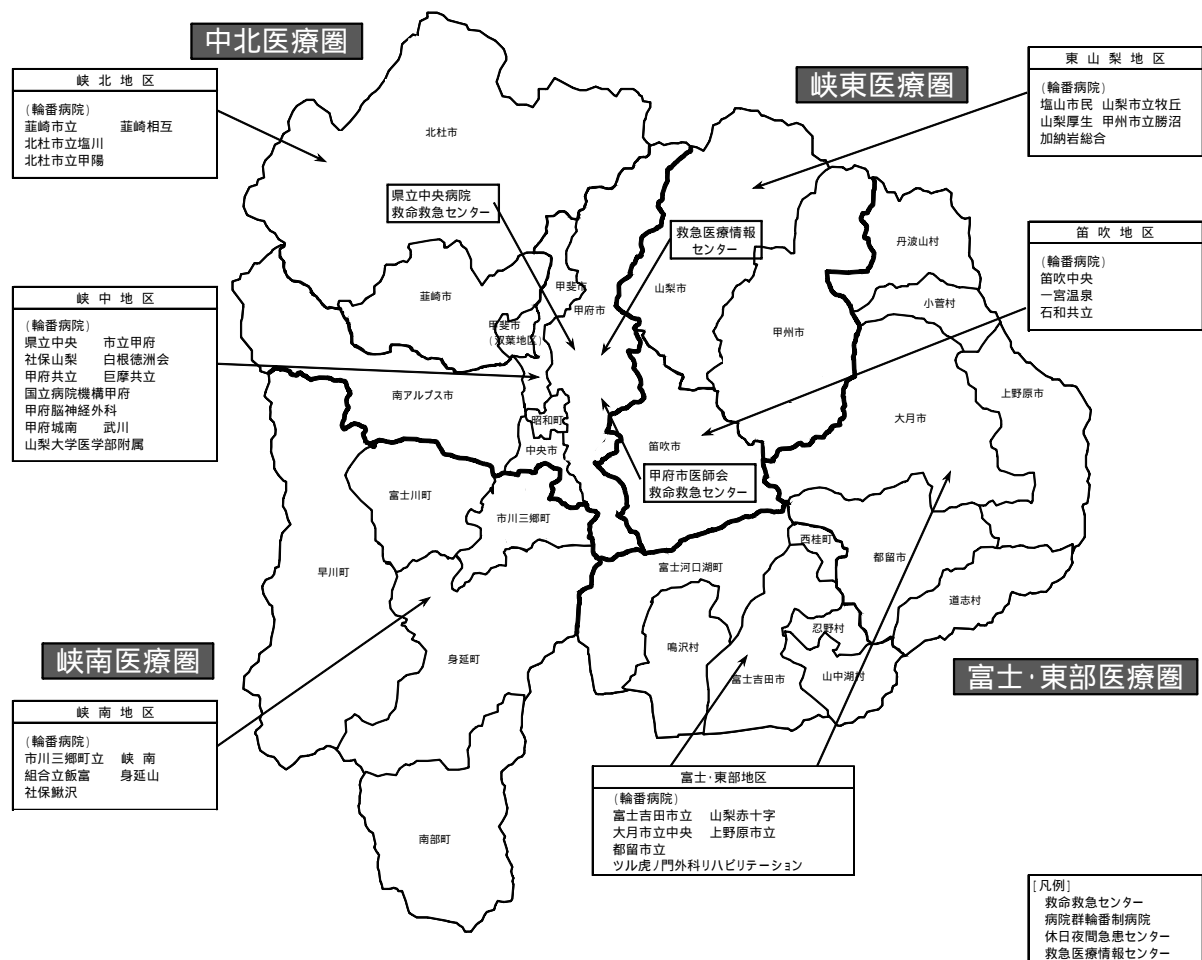 中北医療圏
峡東医療圏
峡北地区
(輪番病院)
韮崎市立 韮崎相互
北杜市立塩川
北杜市立甲陽
東山梨地区
(輪番病院)
塩山市民 山梨市立牧丘
山梨厚生 甲州市立勝沼
加納岩総合
北杜市
県立中央病院
救命救急センター
救急医療情報
センター
丹波山村
笛吹地区
(輪番病院)
笛吹中央
一宮温泉
石和共立
小菅村
甲斐市
甲府市
山梨市
韮崎市
甲斐市
(双葉地区)
甲州市
峡中地区
(輪番病院)
県立中央 市立甲府
社保山梨 白根徳洲会
甲府共立 巨摩共立
国立病院機構甲府
甲府脳神経外科
甲府城南 武川
山梨大学医学部附属
南アルプス市
上野原市
大月市
昭和町
中央市
笛吹市
甲府市医師会
救命救急センター
富士川町
市川三郷町
西桂町
都留市
早川町
富士河口湖町
道志村
忍野村
鳴沢村
身延町
富士吉田市
山中湖村
峡南医療圏
富士・東部医療圏
峡南地区
(輪番病院)
市川三郷町立 峡南
組合立飯富 身延山
社保鰍沢
富士・東部地区
(輪番病院)
富士吉田市立 山梨赤十字
大月市立中央 上野原市立
都留市立
ツル虎ノ門外科リハビリテーション
南部町
[凡例]
救命救急センター
病院群輪番制病院
休日夜間急患センター
救急医療情報センター